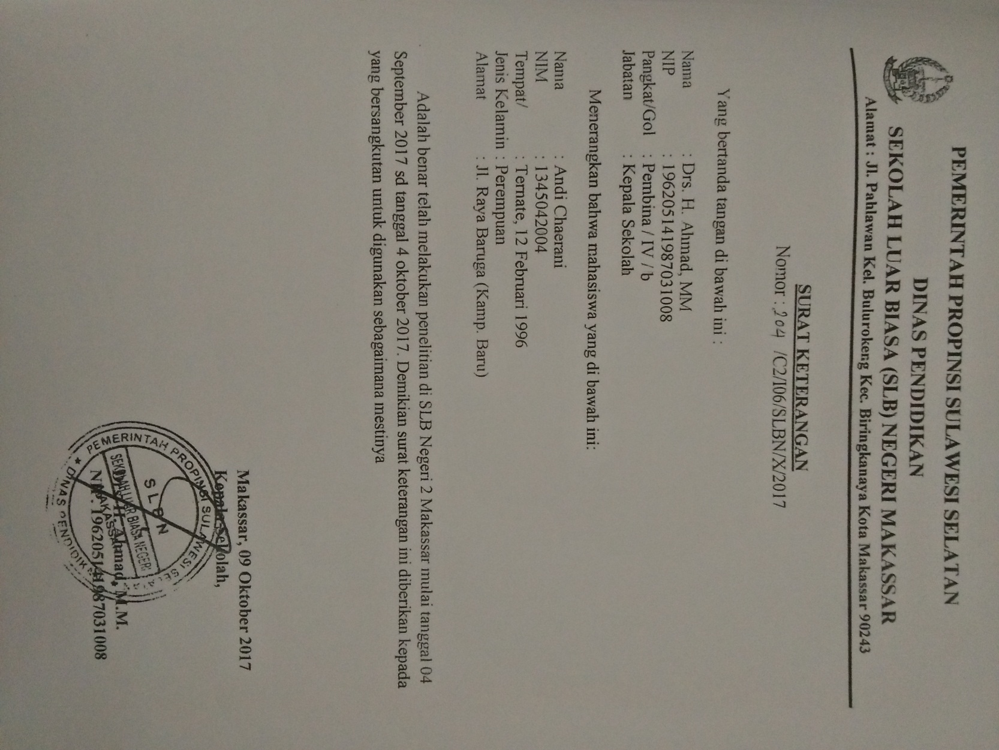 PEMERINTAH PROPINSI SULAWESI SELATAN
DINAS PENDIDIKAN
SEKOLAH LUAR BIASA (SLB) NEGERI MAKASSAR
Alamat : Jl. Pahlawan Kel. Bulurokeng Kec. Biringkanaya Kota Makassar 90243
SURAT KETERANGAN
Nomor : 204 /C2/I06/SLBN/X/2017
Yang bertanda tangan di bawah ini :
Nama : Drs. H. Ahmad, MM
NIP : 196205141987031008
Pangkat/Gol : Pembina / IV / b
Jabatan : Kepala Sekolah
Menerangkan bahwa mahasiswa yang di bawah ini:
Nama : Andi Chaerani
NIM : 1345042004
Tempat/ : Ternate, 12 Februari 1996
Jenis Kelamin : Perempuan
Alamat : Jl. Raya Baruga (Kamp. Baru)
Adalah benar telah melakukan penelitian di SLB Negeri 2 Makassar mulai tanggal 04
September 2017 sd tanggal 4 oktober 2017. Demikian surat keterangan ini diberikan kepada
yang bersangkutan untuk digunakan sebagaimana mestinya
Makassar, 09 Oktober 2017
Kepala Sekolah,
PEMERINTAH PROPINSI SULAWESI SELATAN
SLBN
SEKOLAH LUAR BIASA NEGERI
MAKASSAR
DINAS PENDIDIKAN
Drs. H. Ahmad, M.M.
NIP. 196205141987031008